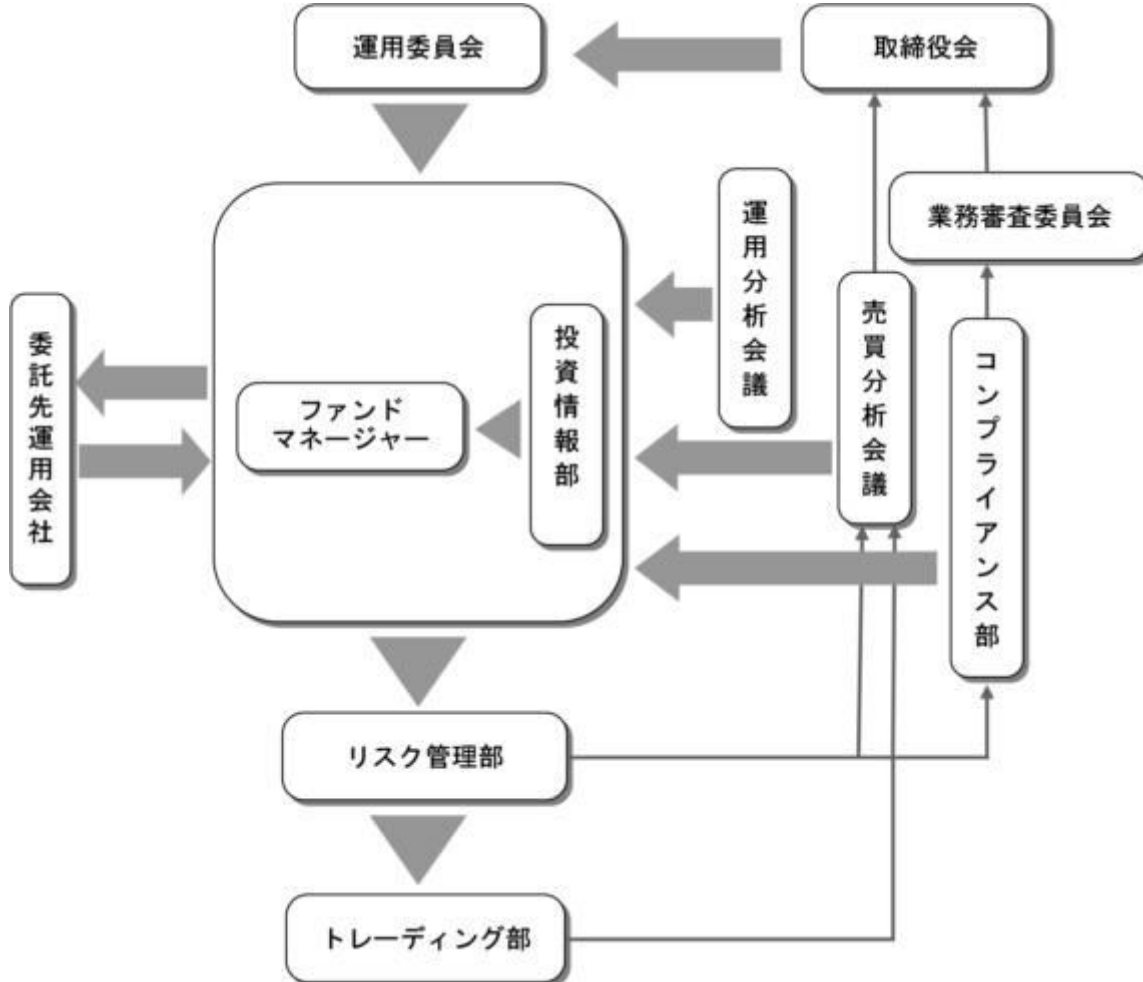 運用委員会
取締役会
業務審査委員会
運用分析会議
売買分析会議
コンプライアンス部
投資情報部
ファンド
マネージャー
委託先運用会社
リスク管理部
トレーディング部